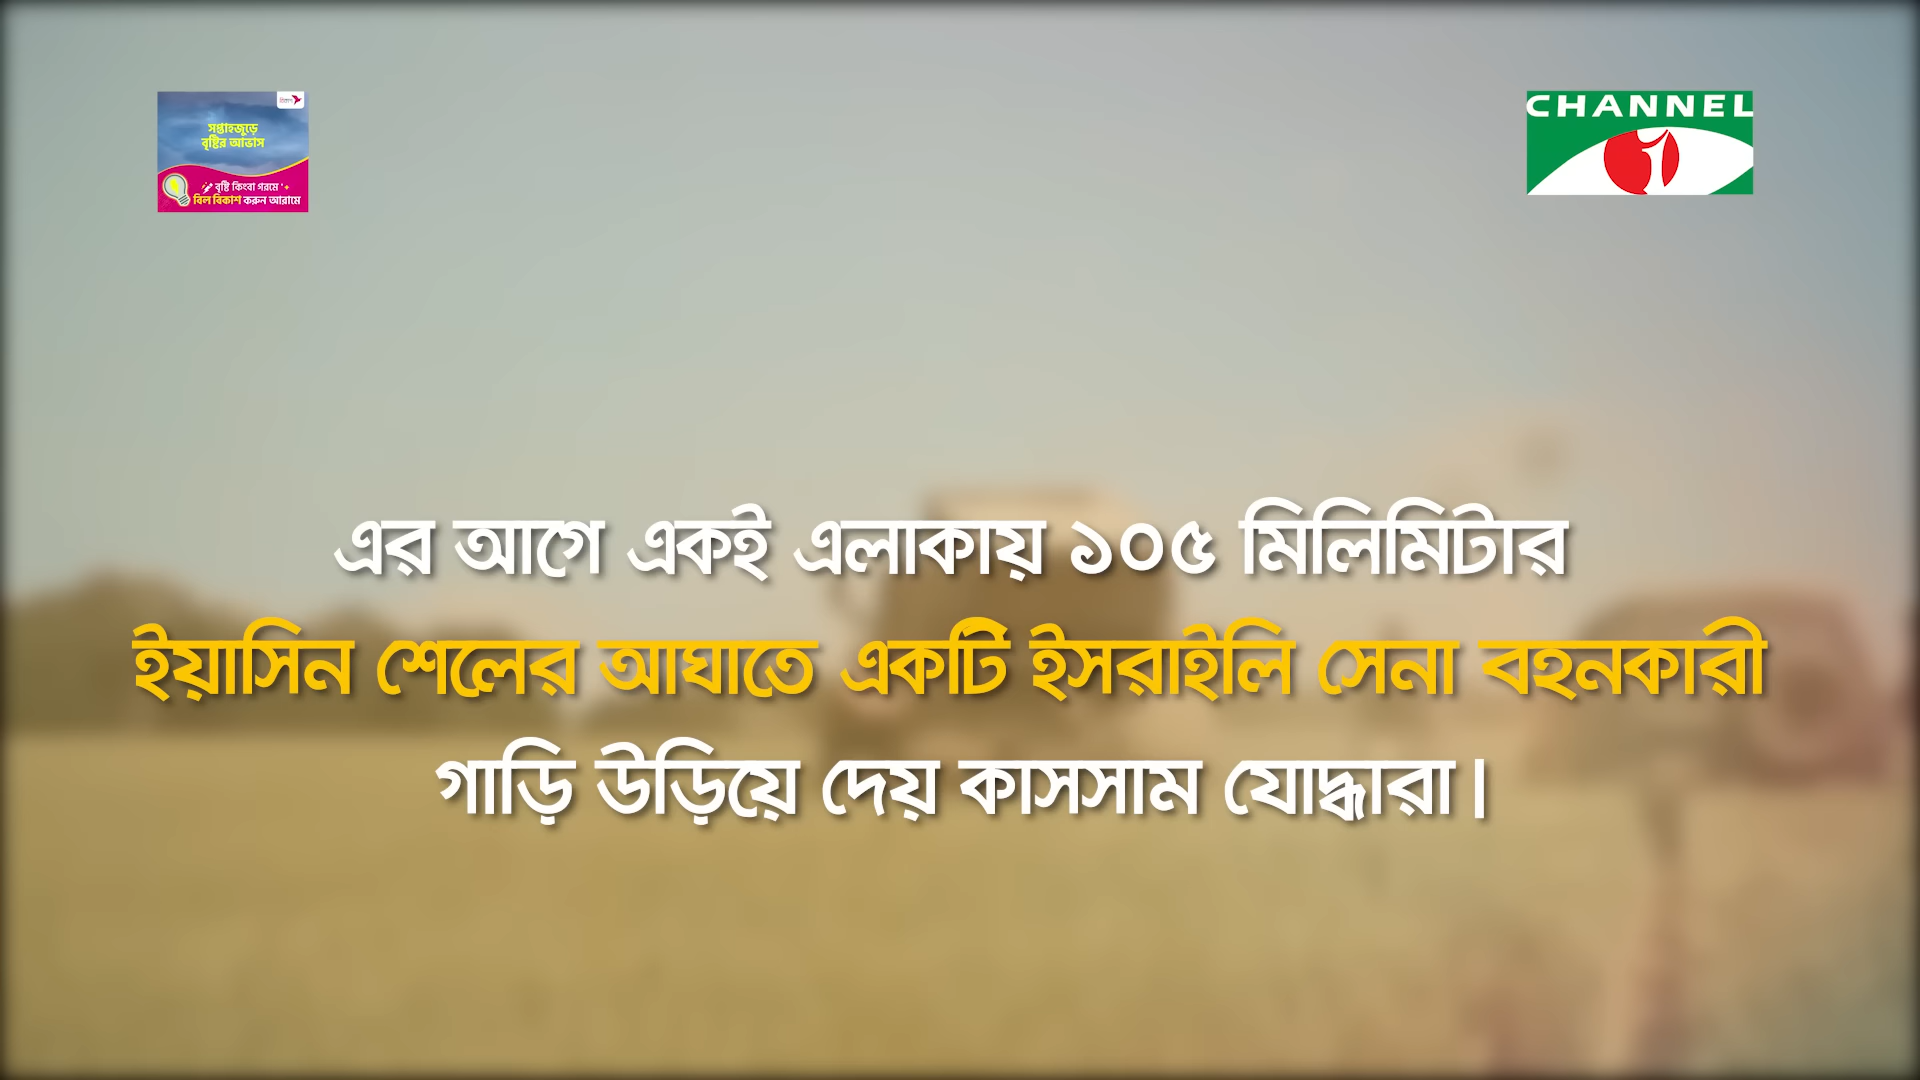 সপ্তাহজুড়ে
বৃষ্টির আভাস
বৃষ্টি কিংবা গরমে
বিল বিকাশ করুন আরামে
CHANNEL
i
এর আগে একই এলাকায় ১০৫ মিলিমিটার
ইয়াসিন শেলের আঘাতে একটি ইসরাইলি সেনা বহনকারী
গাড়ি উড়িয়ে দেয় কাসসাম যোদ্ধারা।